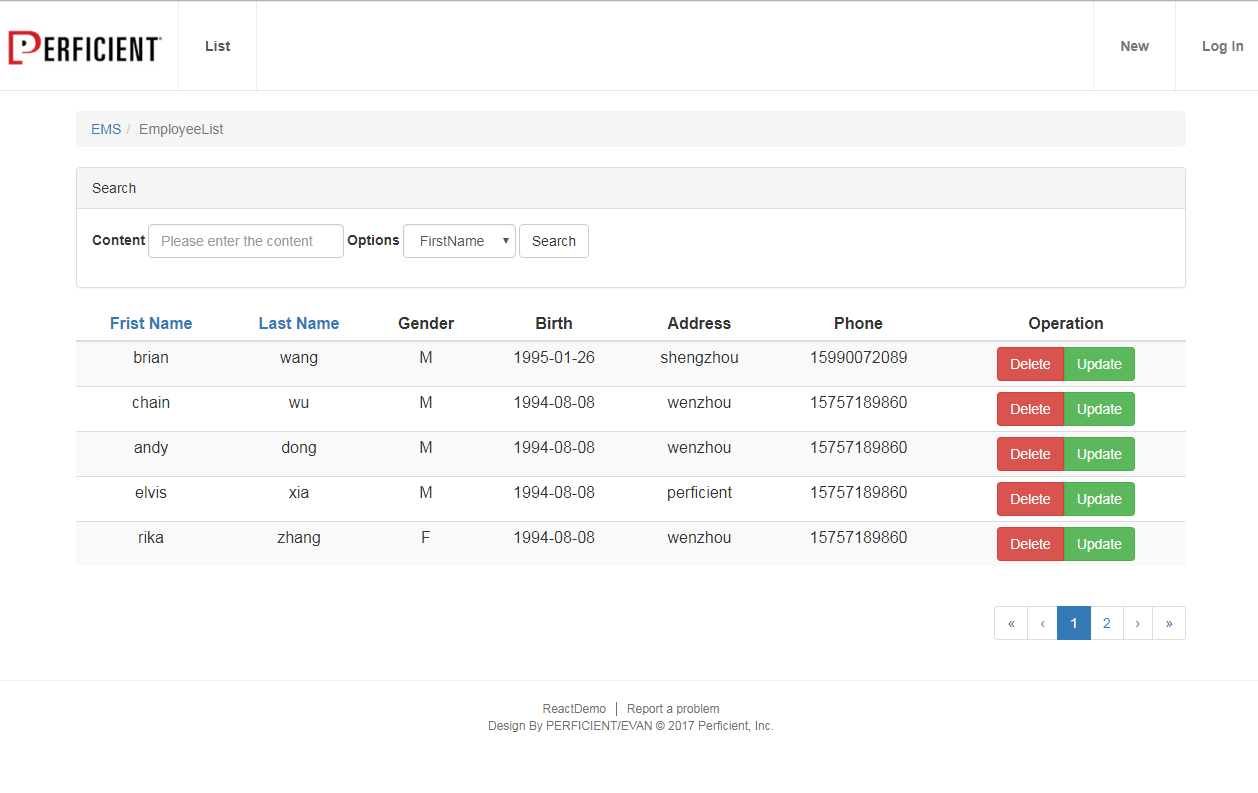 PERFICIENT List New Log In
EMS / EmployeeList
Search
Content Please enter the content Options FirstName ▾ Search
Frist Name Last Name Gender Birth Address Phone Operation
brian wang M 1995-01-26 shengzhou 15990072089 Delete Update
chain wu M 1994-08-08 wenzhou 15757189860 Delete Update
andy dong M 1994-08-08 wenzhou 15757189860 Delete Update
elvis xia M 1994-08-08 perficient 15757189860 Delete Update
rika zhang F 1994-08-08 wenzhou 15757189860 Delete Update
« ‹ 1 2 › »
ReactDemo | Report a problem
Design By PERFICIENT/EVAN © 2017 Perficient, Inc.